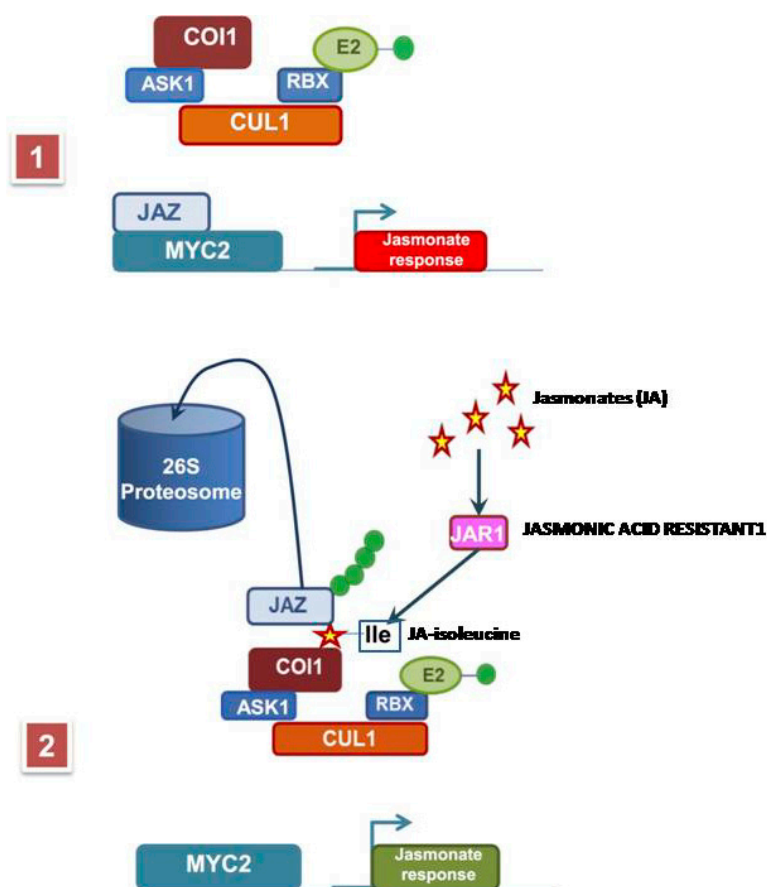 COI1
E2
ASK1
RBX
CUL1
1
JAZ
MYC2
Jasmonate
response
Jasmonates (JA)
26S
Proteosome
JAR1
JASMONIC ACID RESISTANT1
JAZ
Ile
JA-isoleucine
COI1
E2
ASK1
RBX
CUL1
2
MYC2
Jasmonate
response